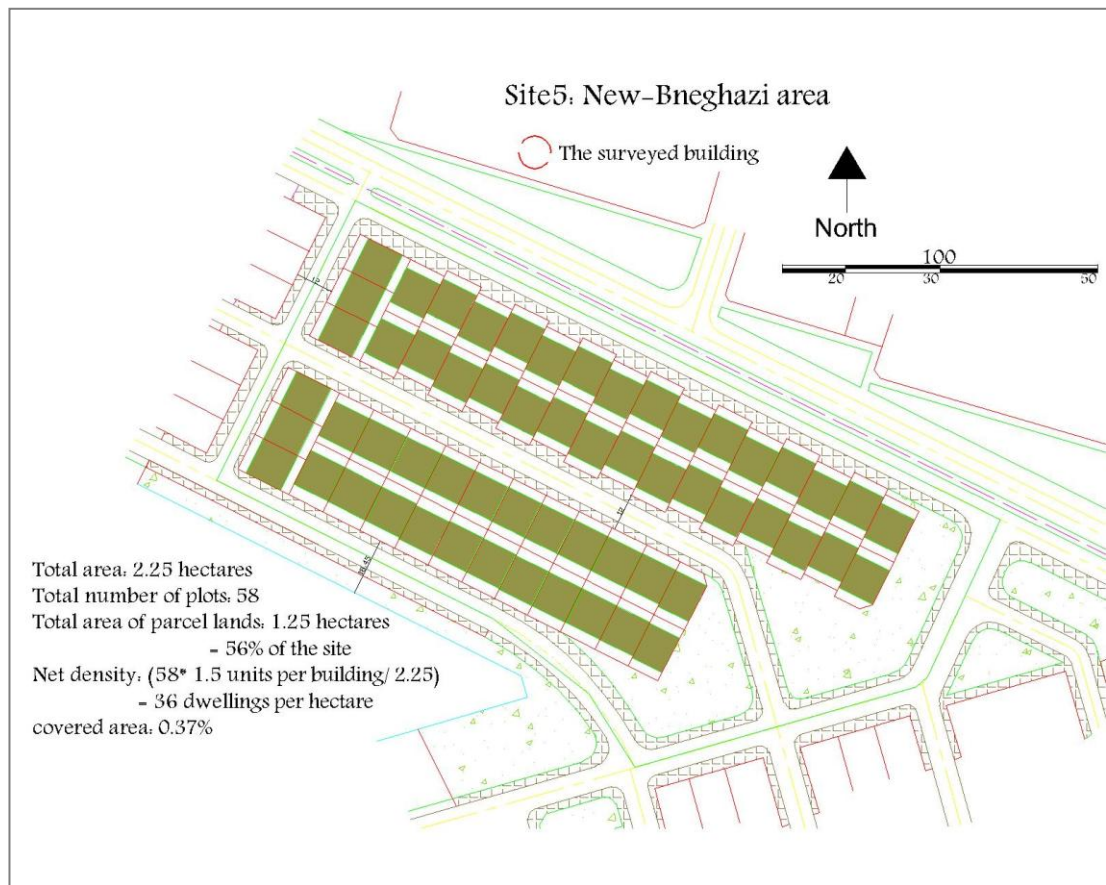 Site5: New-Bneghazi area
The surveyed building
North
100
20 30 50
12
12
Total area: 2.25 hectares
Total number of plots: 58
Total area of parcel lands: 1.25 hectares
= 56% of the site
Net density: (58* 1.5 units per building/ 2.25)
= 36 dwellings per hectare
covered area: 0.37%